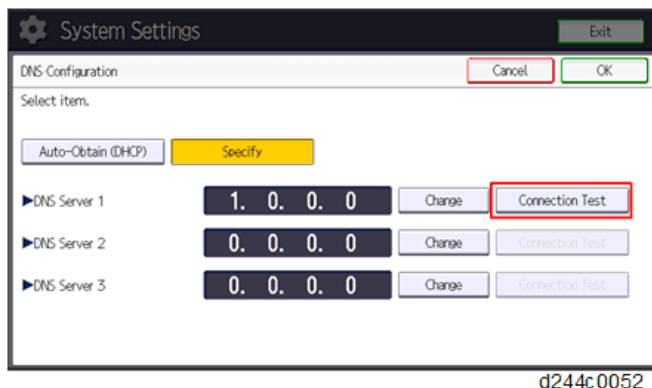 System Settings Exit
DNS Configuration Cancel OK
Select item.
Auto-Obtain (DHCP) Specify
►DNS Server 1 1. 0. 0. 0 Change Connection Test
►DNS Server 2 0. 0. 0. 0 Change Connection Test
►DNS Server 3 0. 0. 0. 0 Change Connection Test
d244c0052